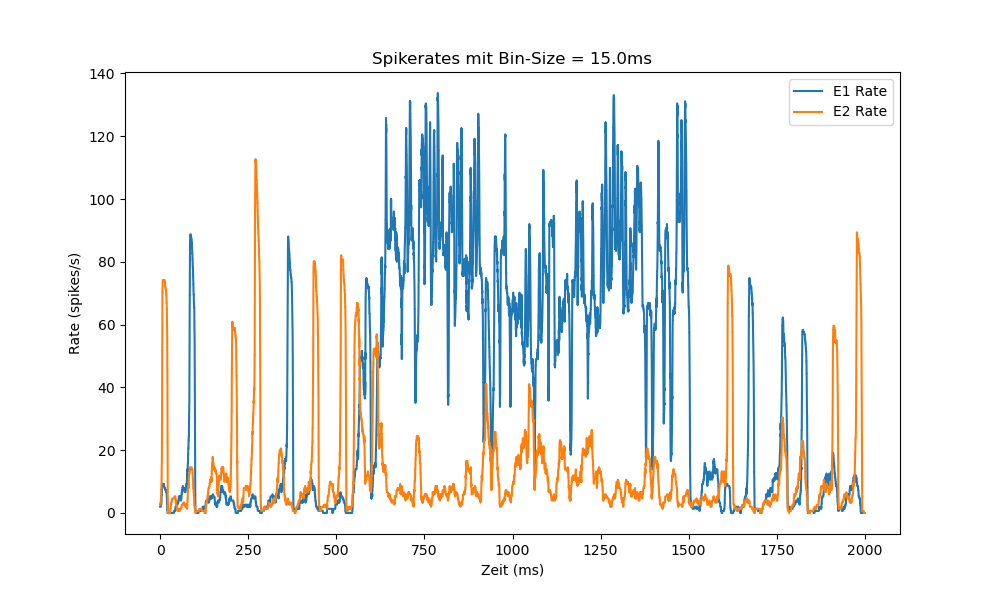 Spikerates mit Bin-Size = 15.0ms
E1 Rate
E2 Rate
Rate (spikes/s)
140
120
100
80
60
40
20
0
0 250 500 750 1000 1250 1500 1750 2000
Zeit (ms)